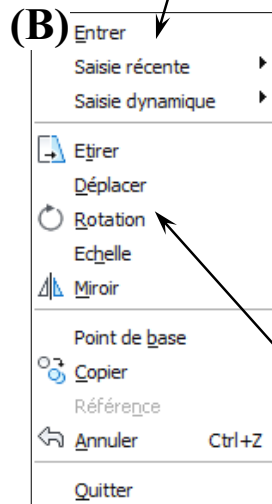 (B)
Entrer
Saisie récente
Saisie dynamique
Etirer
Déplacer
Rotation
Echelle
Miroir
Point de base
Copier
Référence
Annuler Ctrl+Z
Quitter